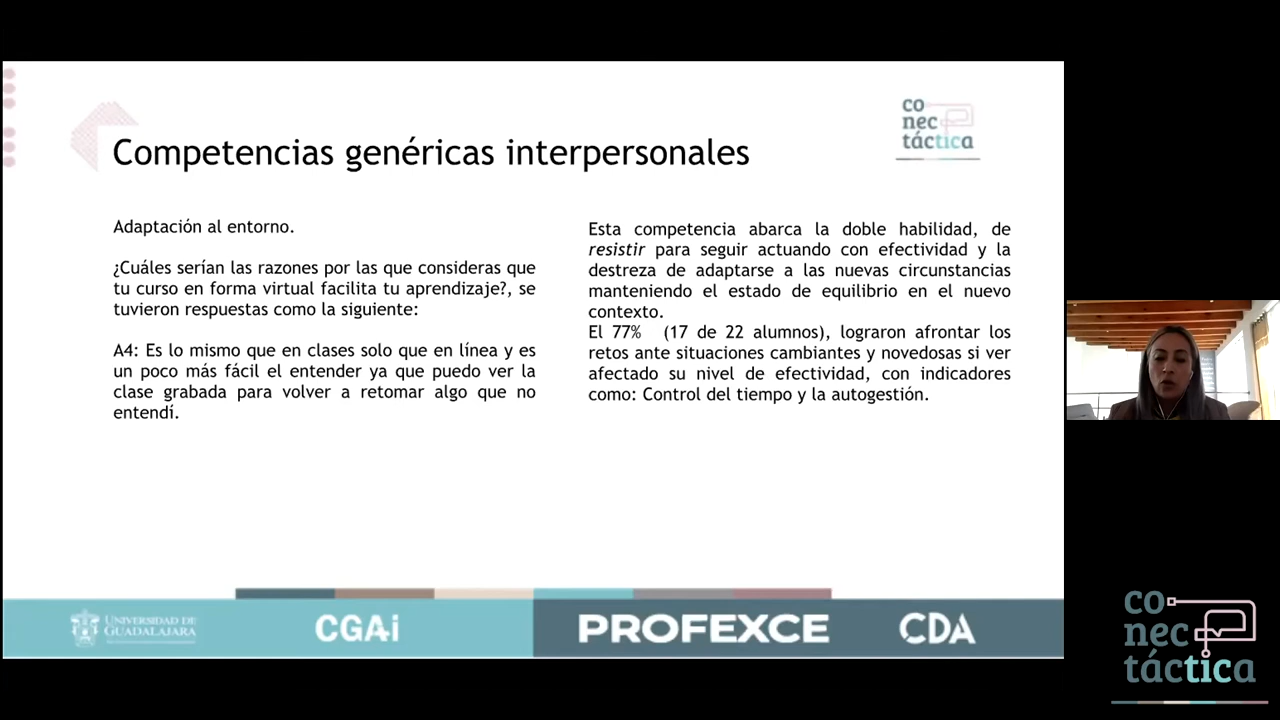 co
nec
táctica
Competencias genéricas interpersonales
Adaptación al entorno.
¿Cuáles serían las razones por las que consideras que
tu curso en forma virtual facilita tu aprendizaje?, se
tuvieron respuestas como la siguiente:
A4: Es lo mismo que en clases solo que en línea y es
un poco más fácil el entender ya que puedo ver la
clase grabada para volver a retomar algo que no
entendí.
Esta competencia abarca la doble habilidad, de
resistir para seguir actuando con efectividad y la
destreza de adaptarse a las nuevas circunstancias
manteniendo el estado de equilibrio en el nuevo
contexto.
El 77% (17 de 22 alumnos), lograron afrontar los
retos ante situaciones cambiantes y novedosas si ver
afectado su nivel de efectividad, con indicadores
como: Control del tiempo y la autogestión.
UNIVERSIDAD DE
GUADALAJARA
CGAi
PROFEXCE
CDA
co
nec
táctica